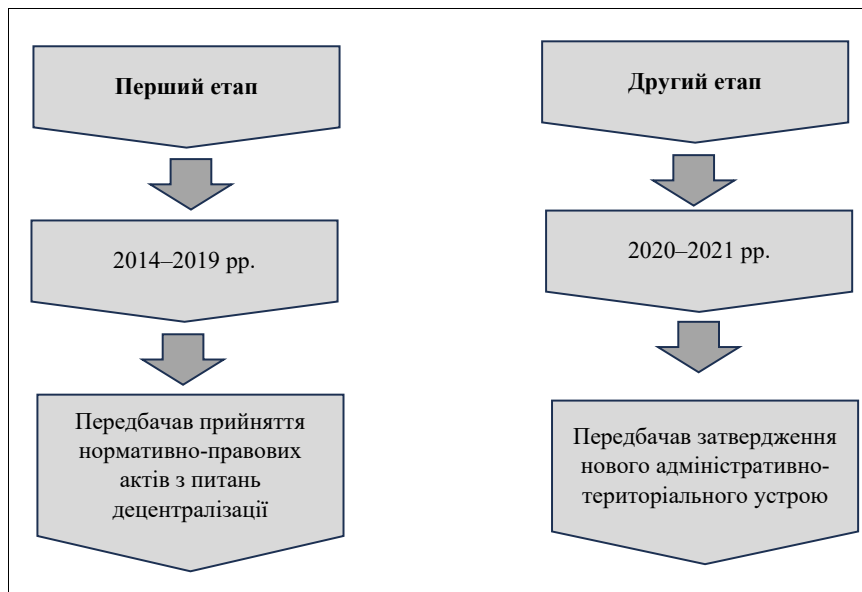 Перший етап
2014–2019 рр.
Передбачав прийняття
нормативно-правових
актів з питань
децентралізації
Другий етап
2020–2021 рр.
Передбачав затвердження
нового адміністративно-
територіального устрою